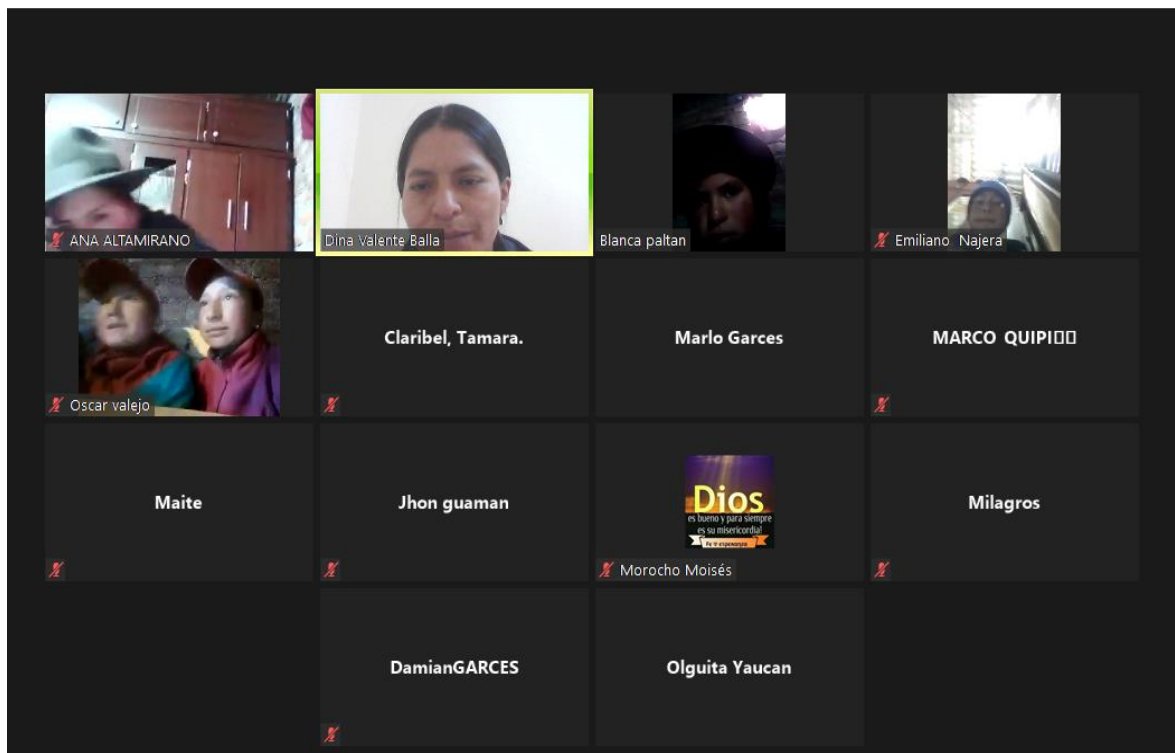 ANA ALTAMIRANO
Dina Valente Balla
Blanca paltan
Emiliano Najera
Oscar valejo
Claribel, Tamara.
Marlo Garces
MARCO QUIPI▯▯
Maite
Jhon guaman
Dios
es bueno y para siempre
es su misericordia!
Morocho Moisés
Milagros
DamianGARCES
Olguita Yaucan